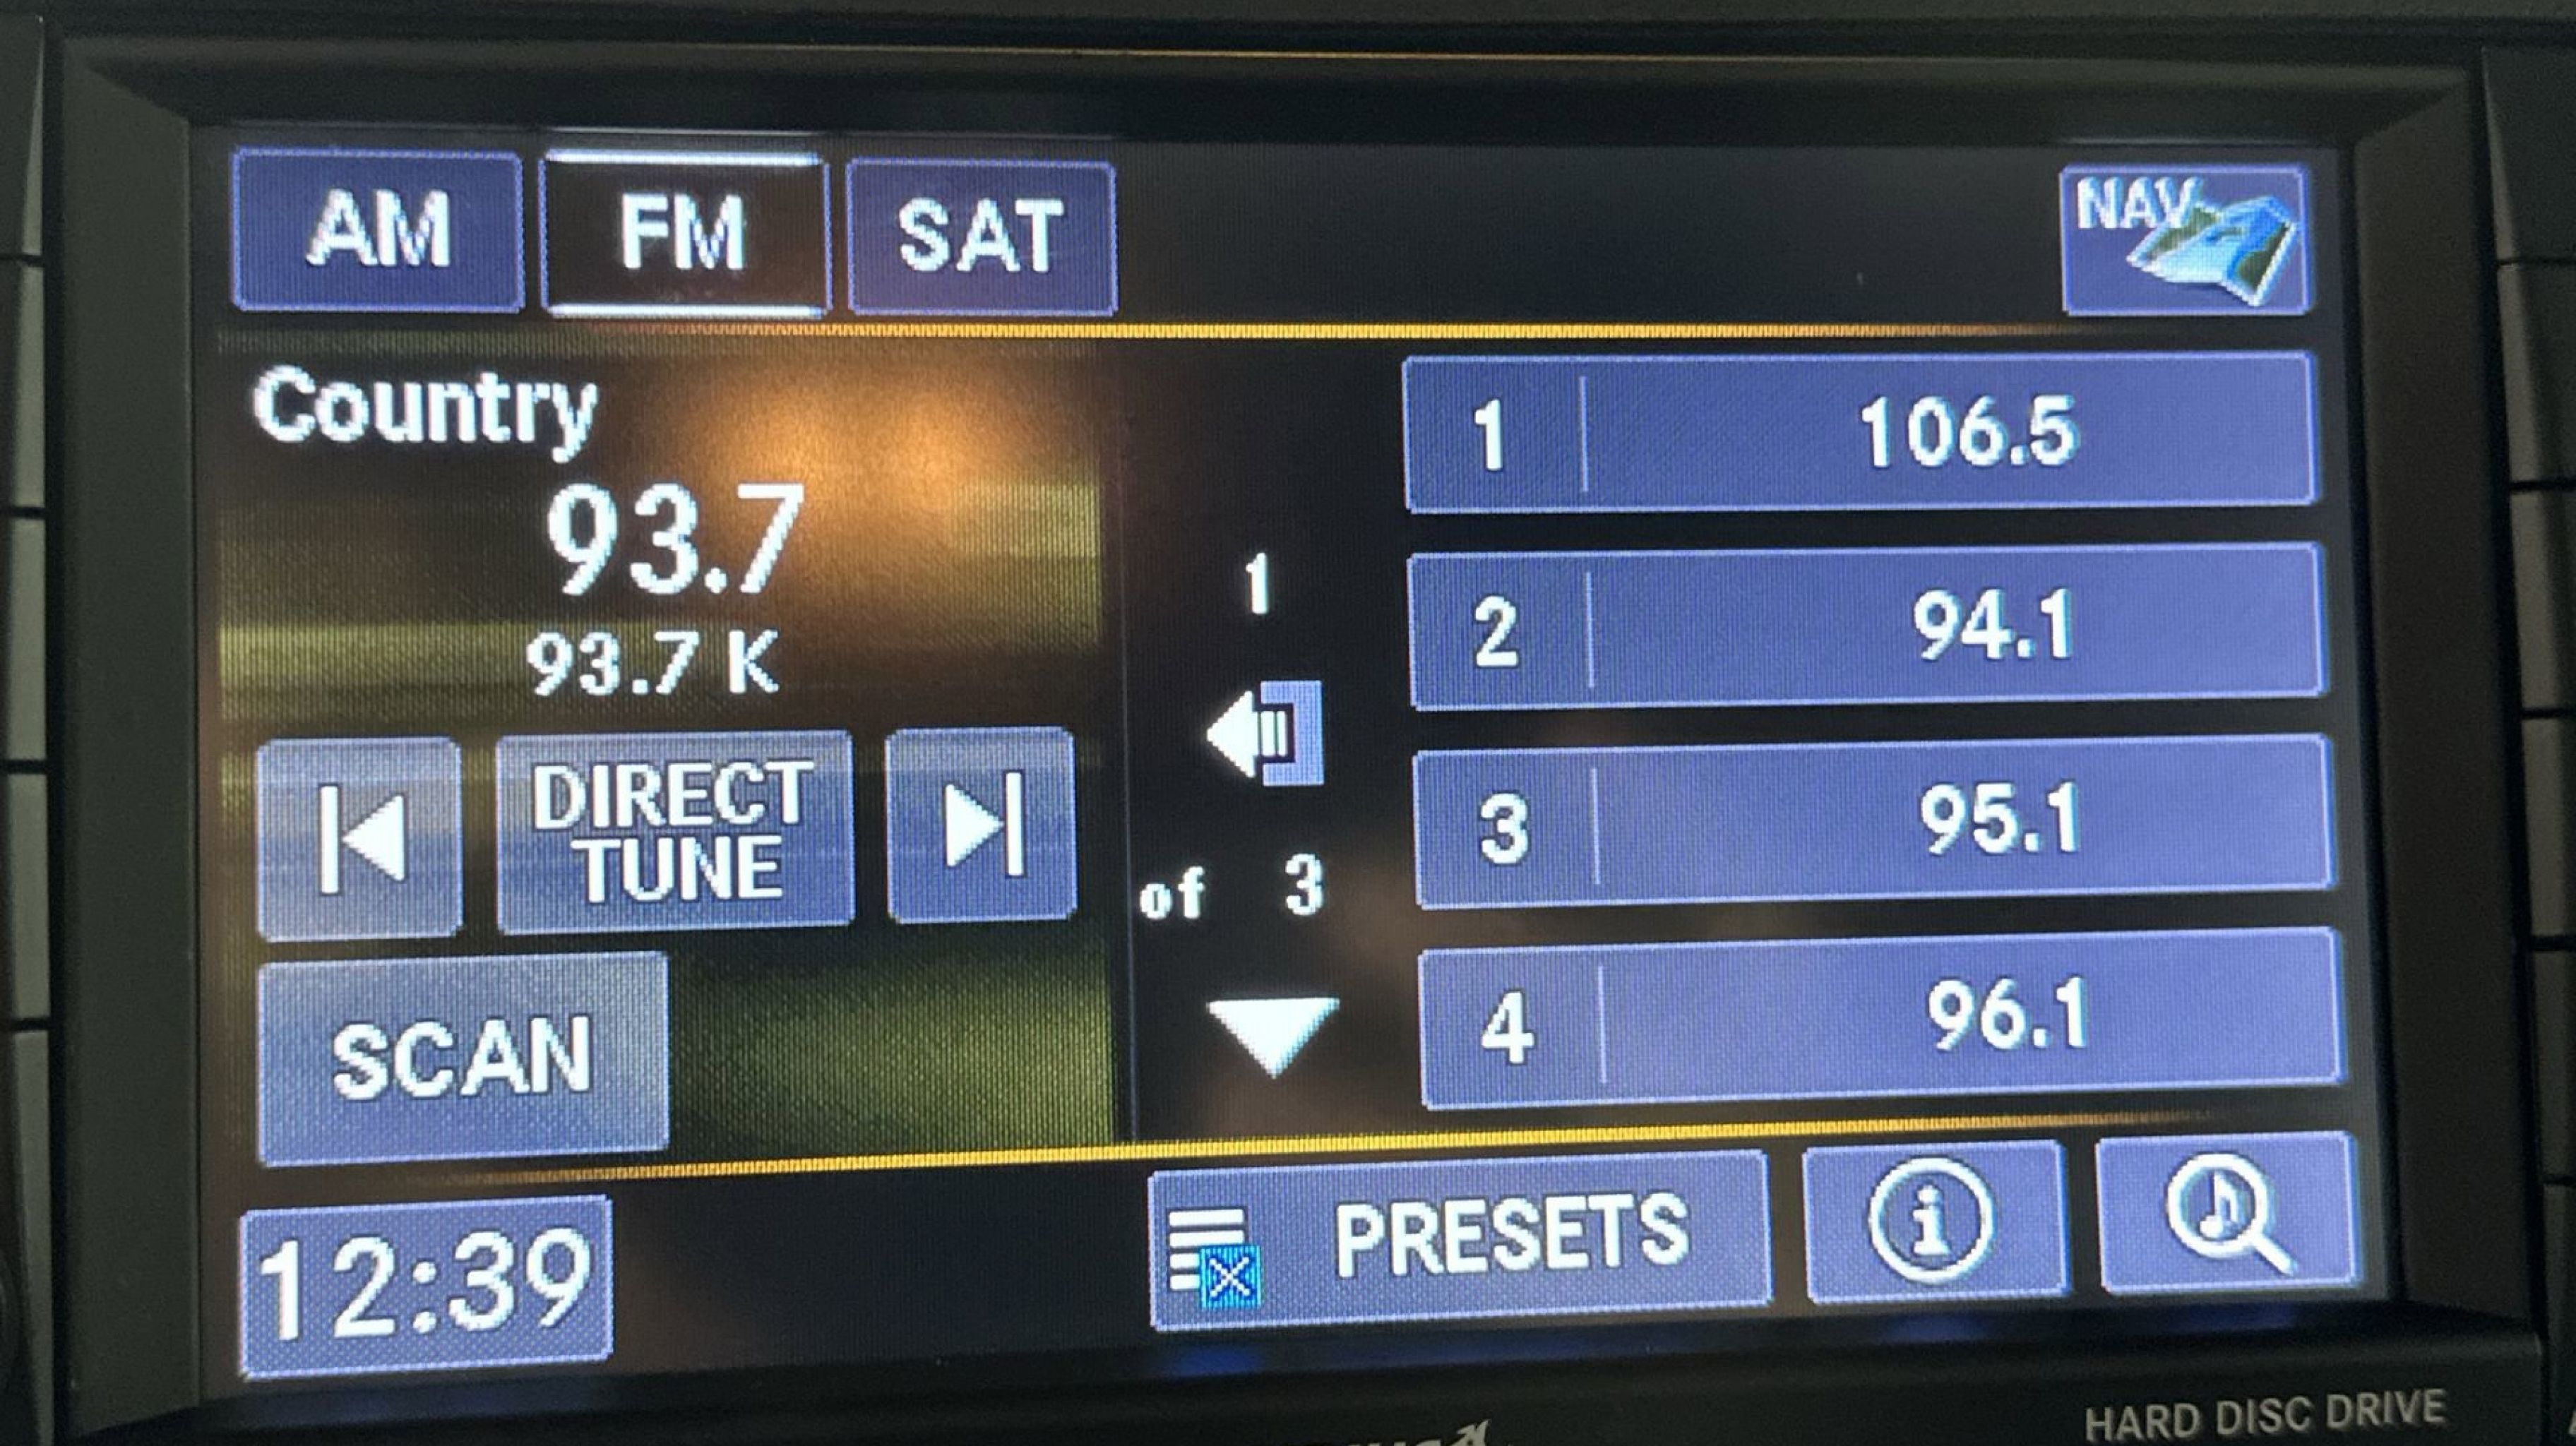 AM FM SAT NAV
Country
93.7
93.7 K
DIRECT
TUNE
SCAN
1
of 3
1 106.5
2 94.1
3 95.1
4 96.1
12:39 PRESETS
HARD DISC DRIVE